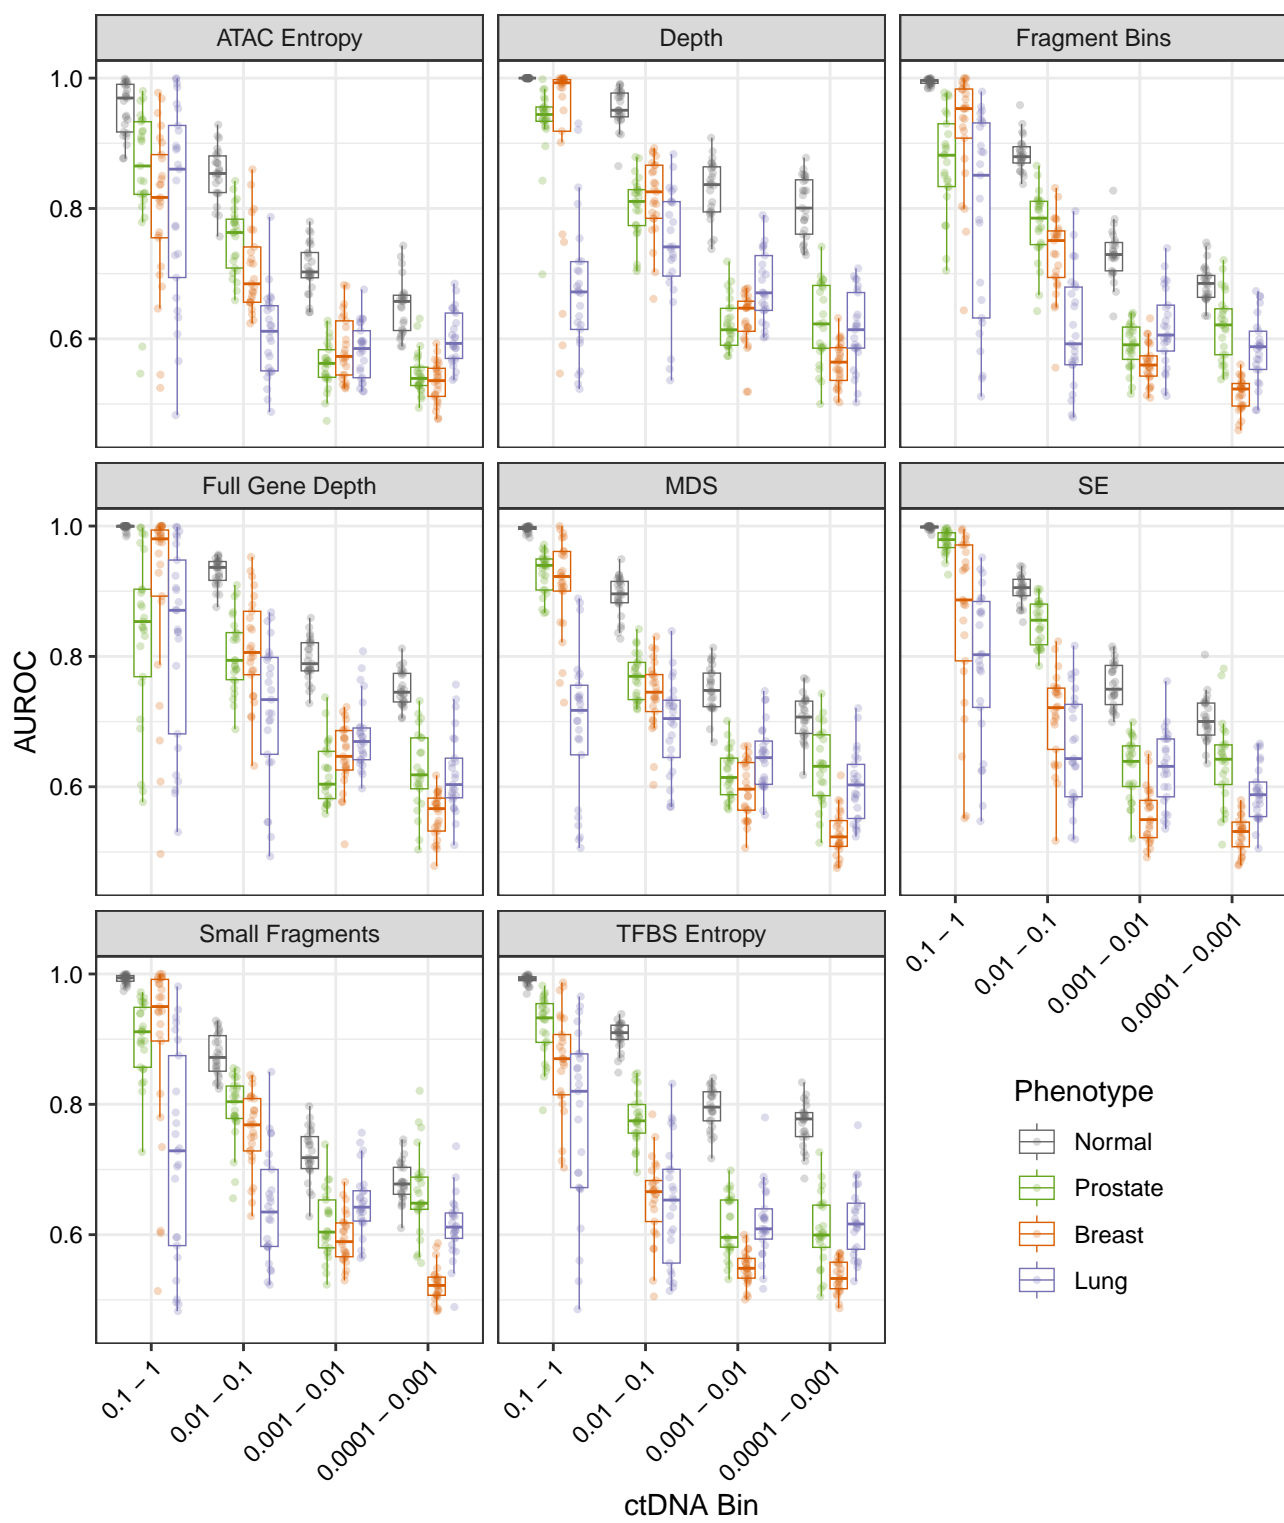 ATAC Entropy
Depth
Fragment Bins
1.0
0.8
0.6
Full Gene Depth
MDS
SE
1.0
0.8
0.6
AUROC
Small Fragments
TFBS Entropy
1.0
0.8
0.6
0.1 − 1
0.01 − 0.1
0.001 − 0.01
0.0001 − 0.001
0.1 − 1
0.01 − 0.1
0.001 − 0.01
0.0001 − 0.001
0.1 − 1
0.01 − 0.1
0.001 − 0.01
0.0001 − 0.001
ctDNA Bin
Phenotype
Normal
Prostate
Breast
Lung